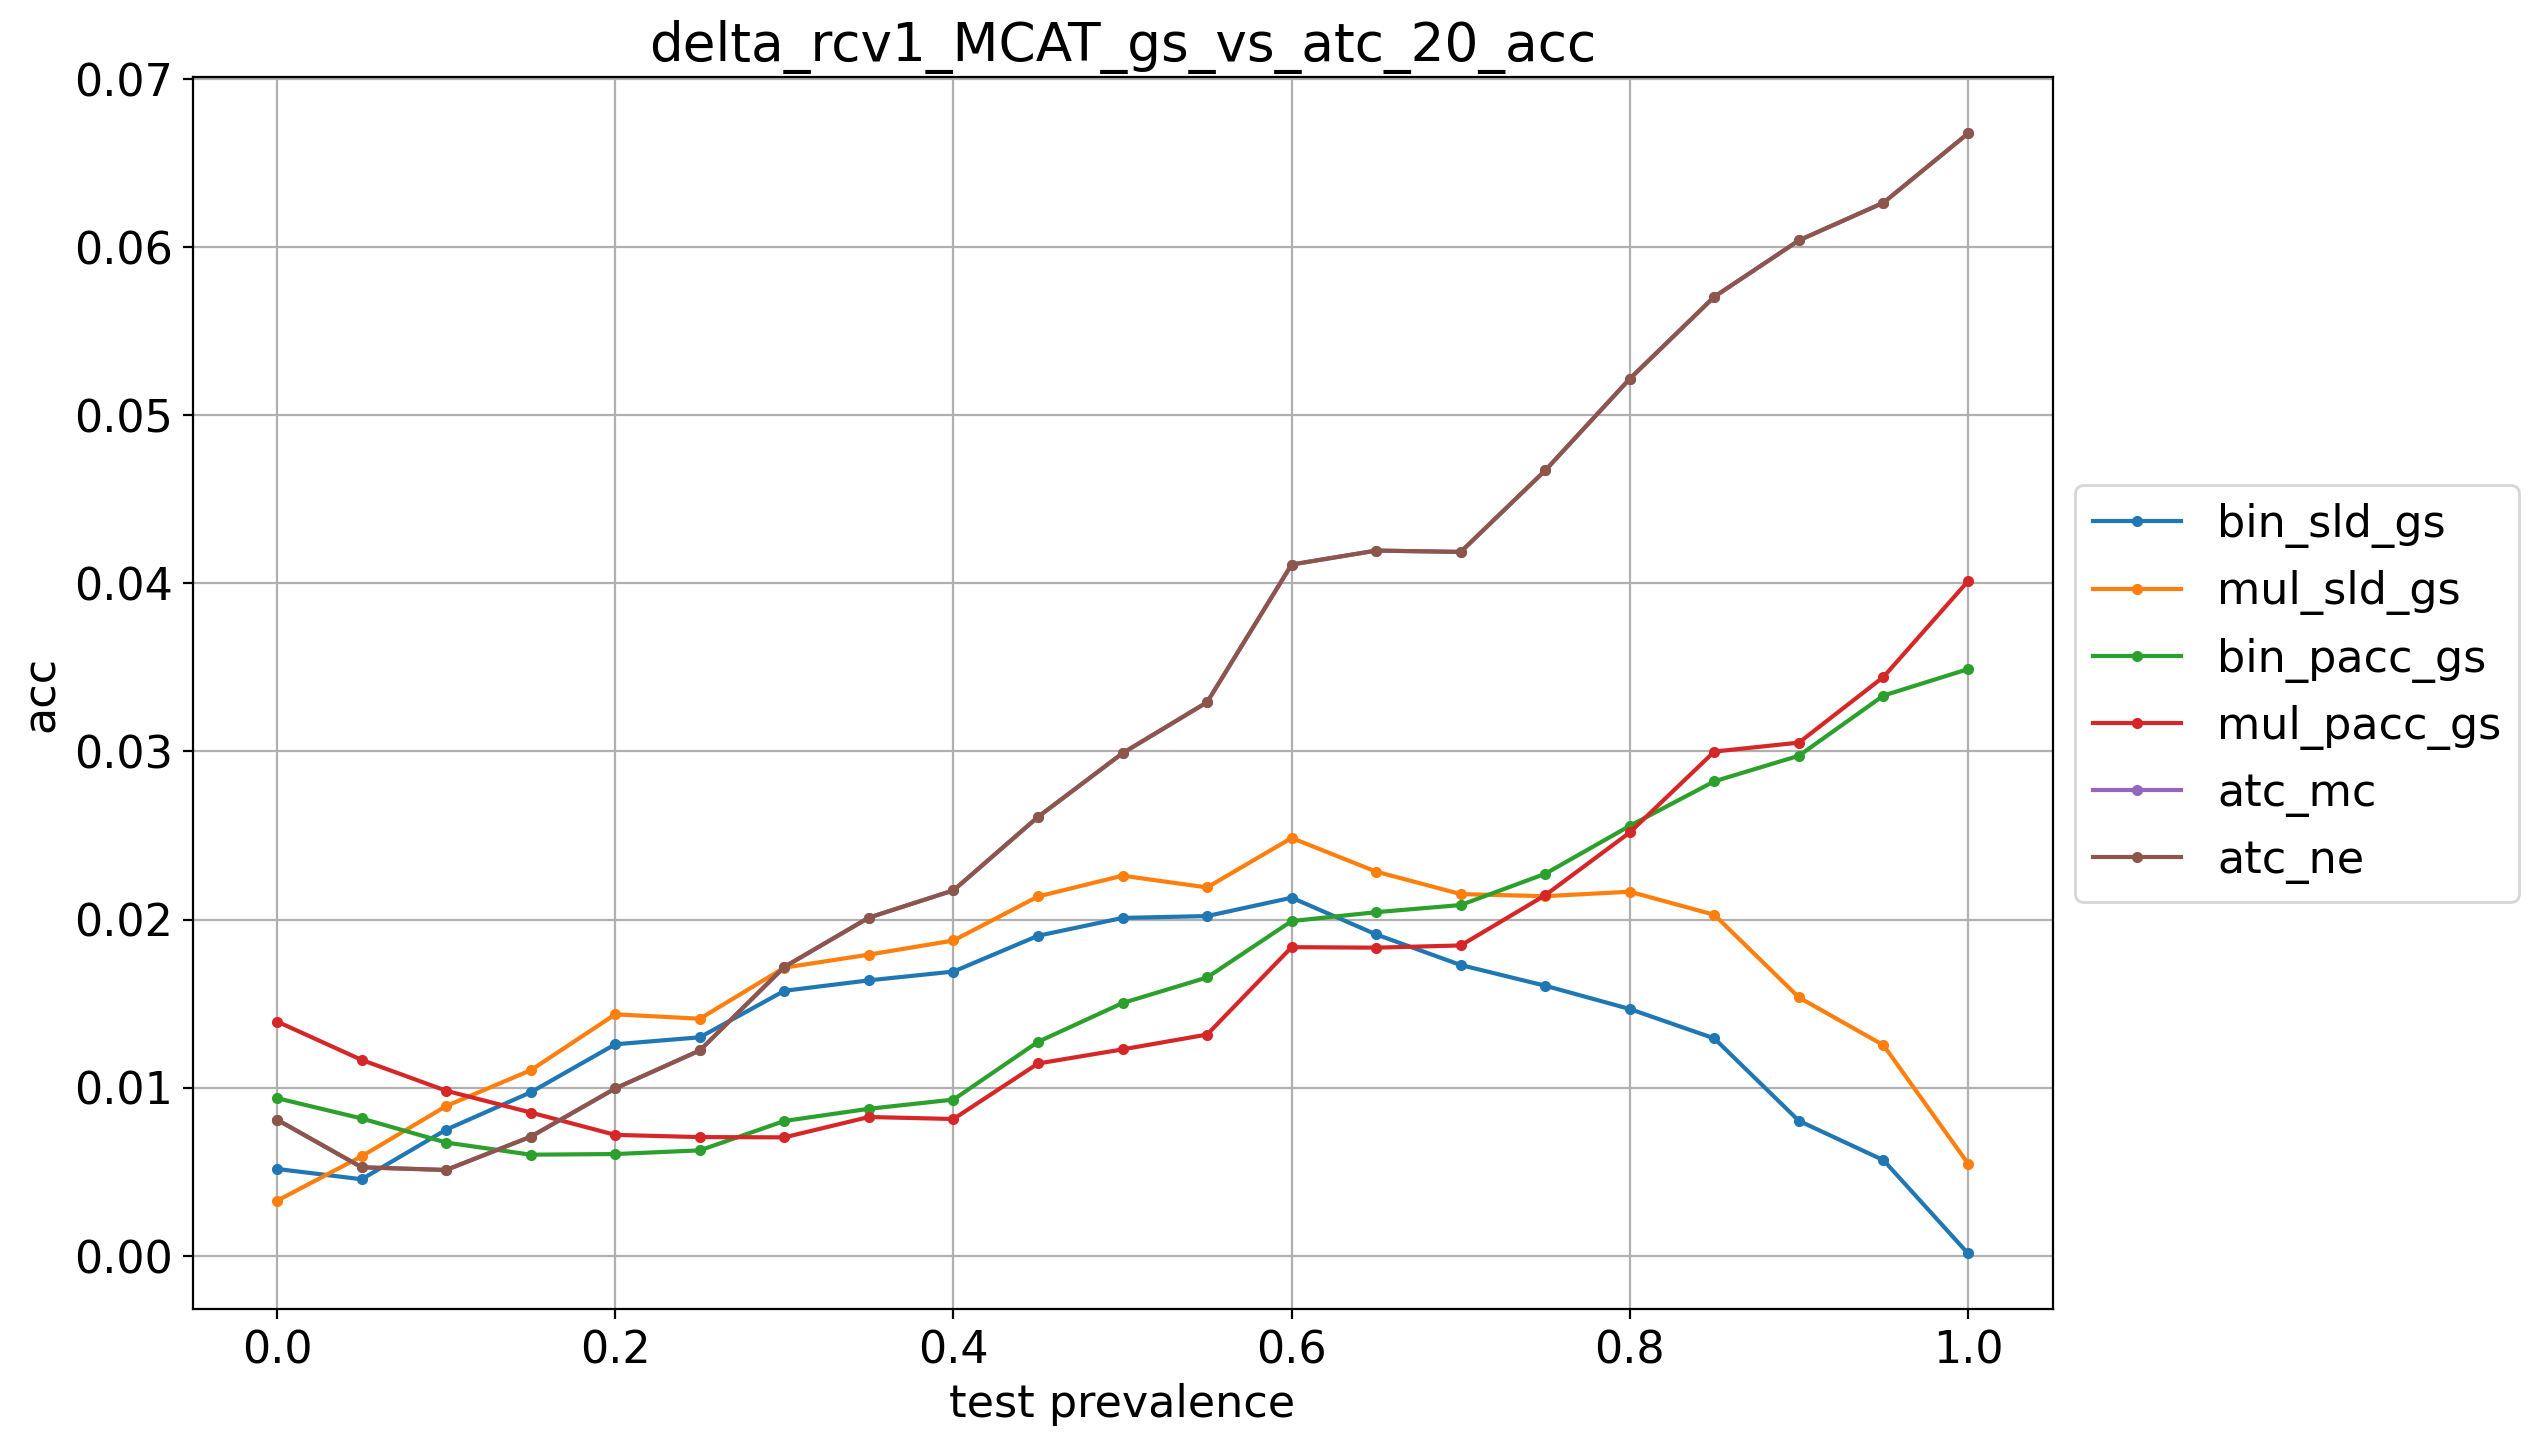 delta_rcv1_MCAT_gs_vs_atc_20_acc
0.07
0.06
0.05
0.04
0.03
0.02
0.01
0.00
acc
0.0 0.2 0.4 0.6 0.8 1.0
test prevalence
bin_sld_gs
mul_sld_gs
bin_pacc_gs
mul_pacc_gs
atc_mc
atc_ne